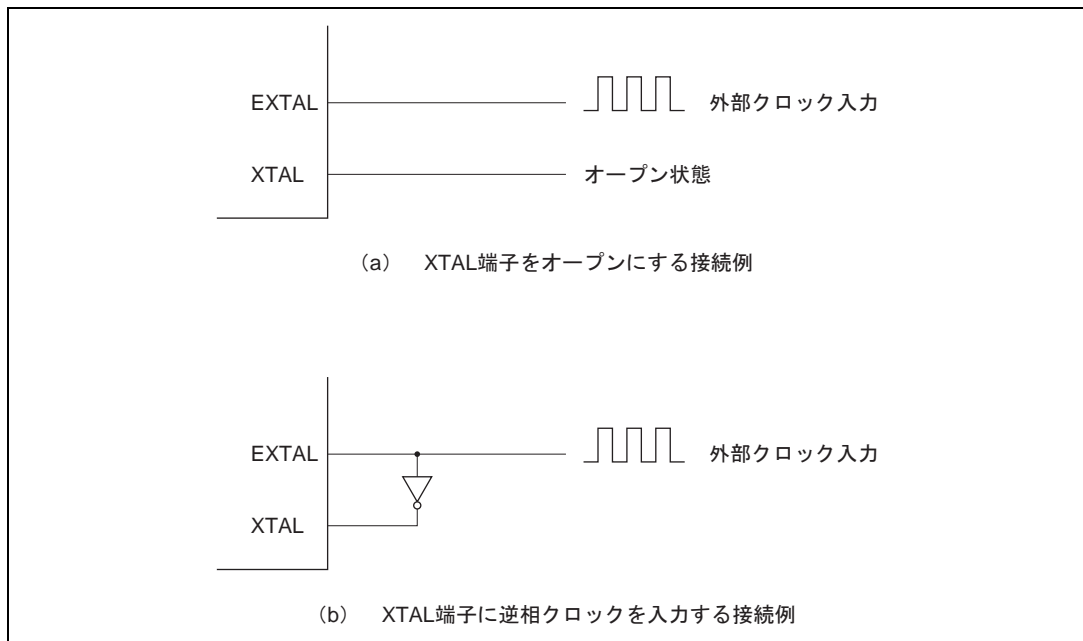 EXTAL 外部クロック入力
XTAL オープン状態
(a) XTAL端子をオープンにする接続例
EXTAL 外部クロック入力
XTAL
(b) XTAL端子に逆相クロックを入力する接続例